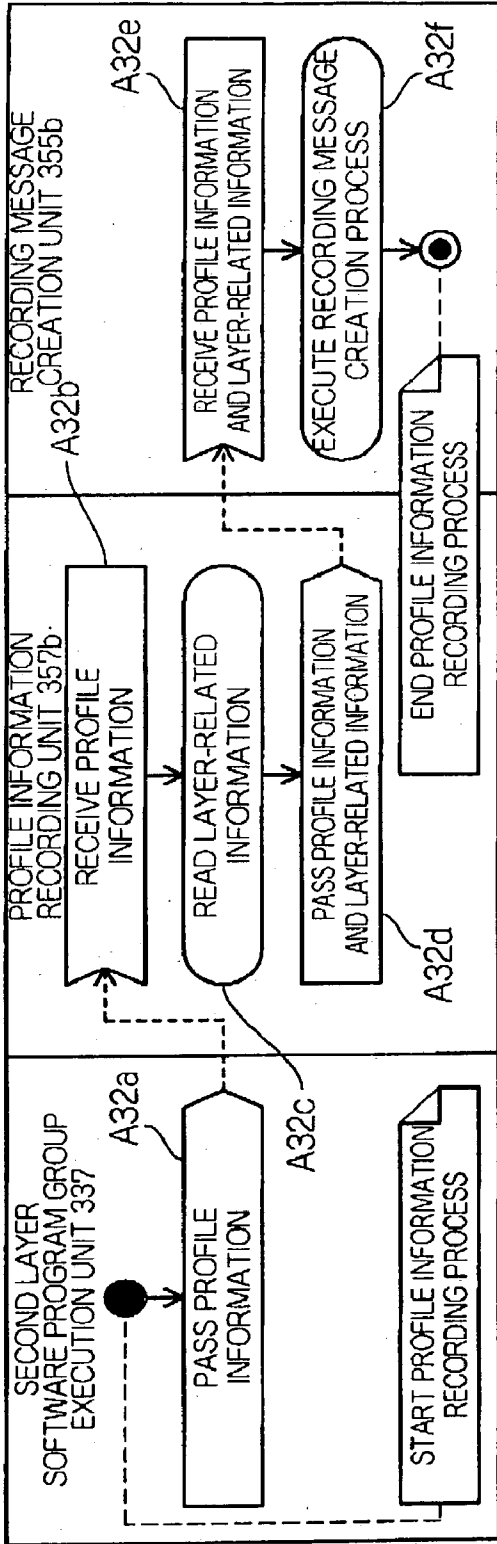 SECOND LAYER
SOFTWARE PROGRAM GROUP
EXECUTION UNIT 337
A32a
PASS PROFILE
INFORMATION
START PROFILE INFORMATION
RECORDING PROCESS
PROFILE INFORMATION
RECORDING UNIT 357b
A32b
RECEIVE PROFILE
INFORMATION
READ LAYER-RELATED
INFORMATION
A32c
PASS PROFILE INFORMATION
AND LAYER-RELATED INFORMATION
A32d
RECORDING MESSAGE
CREATION UNIT 355b
A32e
RECEIVE PROFILE INFORMATION
AND LAYER-RELATED INFORMATION
EXECUTE RECORDING MESSAGE
CREATION PROCESS
A32f
END PROFILE INFORMATION
RECORDING PROCESS